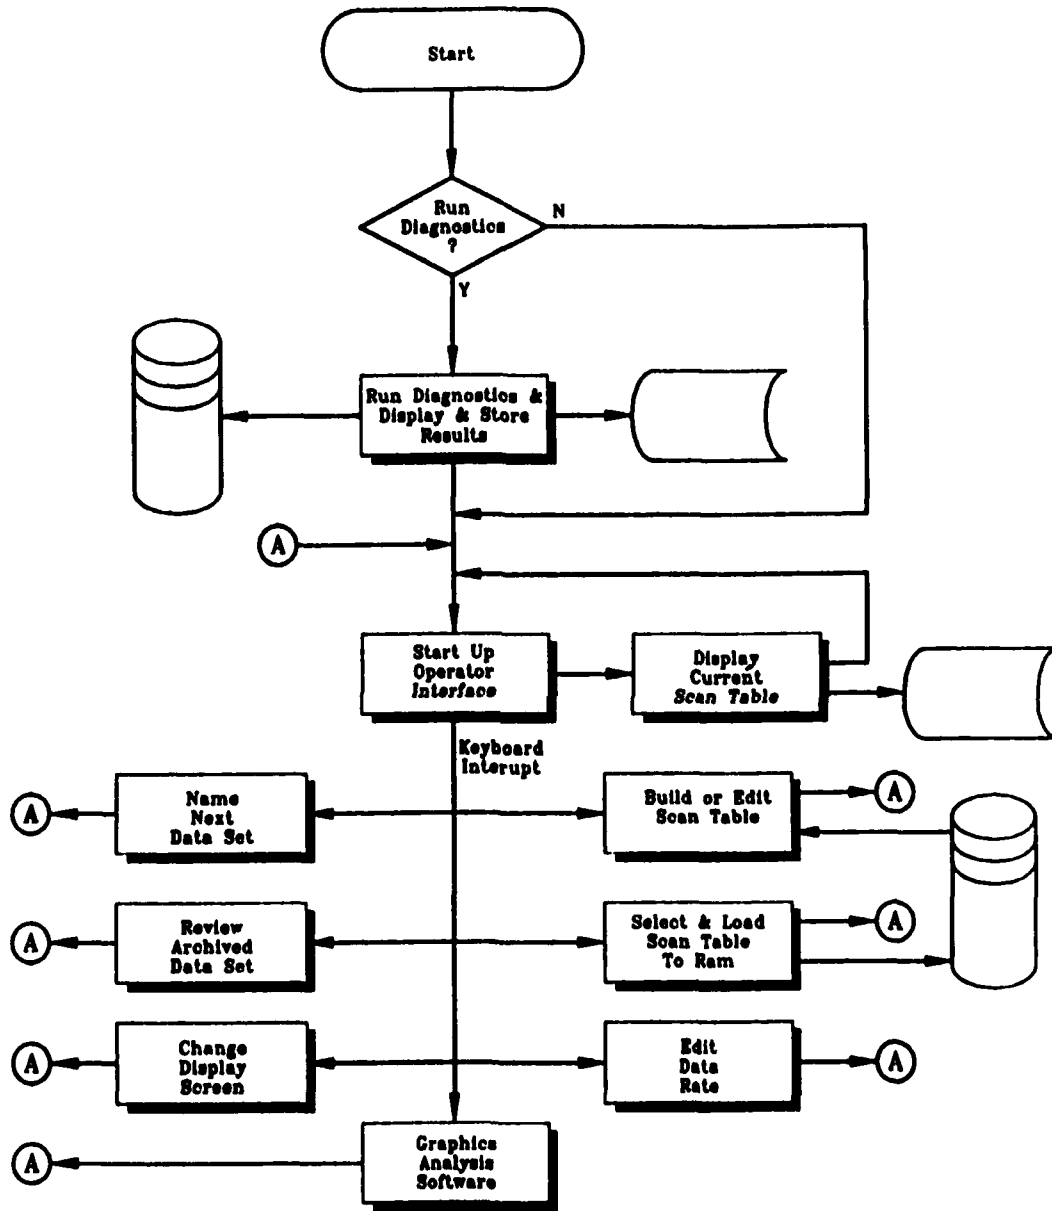 Start
Run
Diagnostics
?
N
Y
Run Diagnostics &
Display & Store
Results
A
Start Up
Operator
Interface
Display
Current
Scan Table
Keyboard
Interupt
A
Name
Next
Data Set
Build or Edit
Scan Table
A
A
Review
Archived
Data Set
Select & Load
Scan Table
To Ram
A
A
Change
Display
Screen
Edit
Data
Rate
A
A
Graphics
Analysis
Software